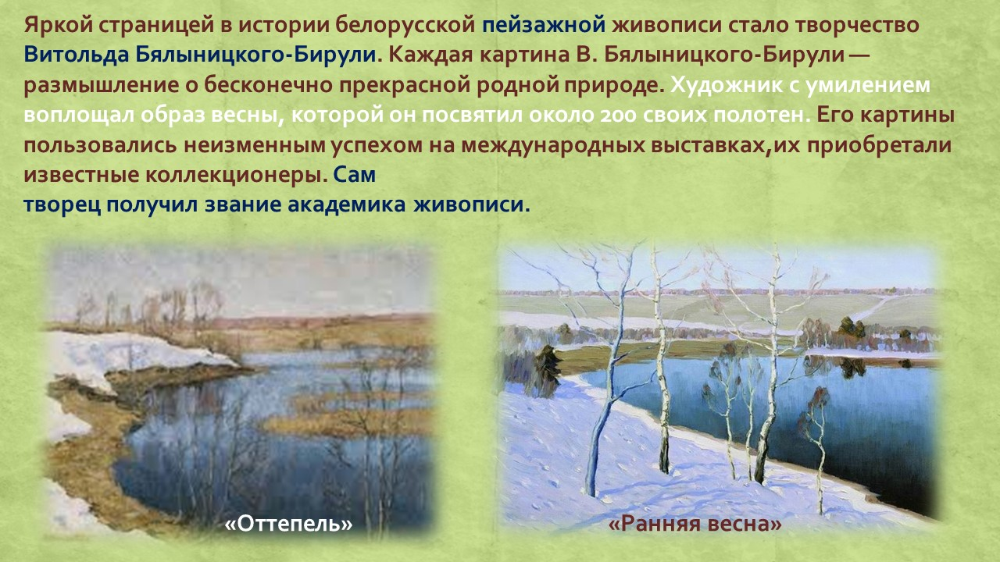 Яркой страницей в истории белорусской пейзажной живописи стало творчество
Витольда Бялыницкого-Бирули. Каждая картина В. Бялыницкого-Бирули —
размышление о бесконечно прекрасной родной природе. Художник с умилением
воплощал образ весны, которой он посвятил около 200 своих полотен. Его картины
пользовались неизменным успехом на международных выставках,их приобретали
известные коллекционеры. Сам
творец получил звание академика живописи.
«Оттепель»
«Ранняя весна»